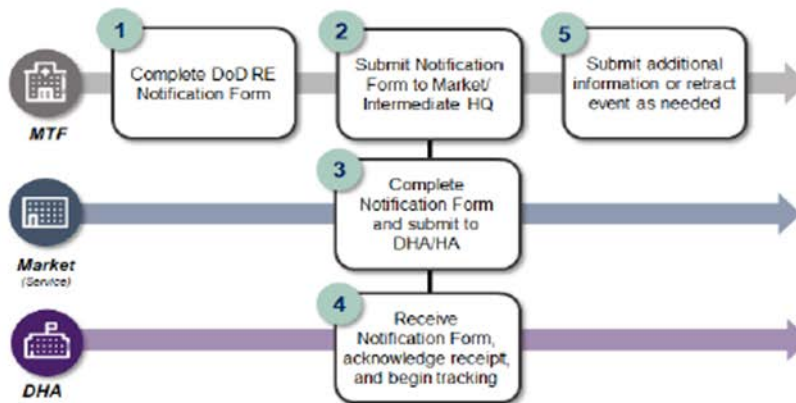 1
Complete DoD RE
Notification Form
2
Submit Notification
Form to Market/
Intermediate HQ
5
Submit additional
information or retract
event as needed
MTF
3
Complete
Notification Form
and submit to
DHA/HA
Market
(Service)
4
Receive
Notification Form,
acknowledge receipt,
and begin tracking
DHA